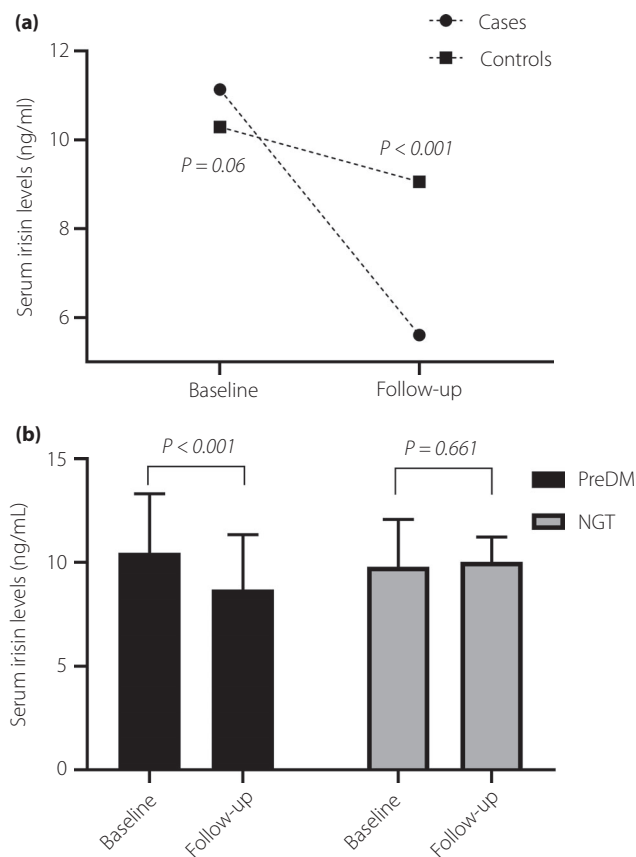 (a)
Cases
Controls
12
10
8
6
Serum irisin levels (ng/ml)
P = 0.06
P < 0.001
Baseline
Follow-up
(b)
P < 0.001
P = 0.661
PreDM
NGT
15
10
5
0
Serum irisin levels (ng/mL)
Baseline
Follow-up
Baseline
Follow-up